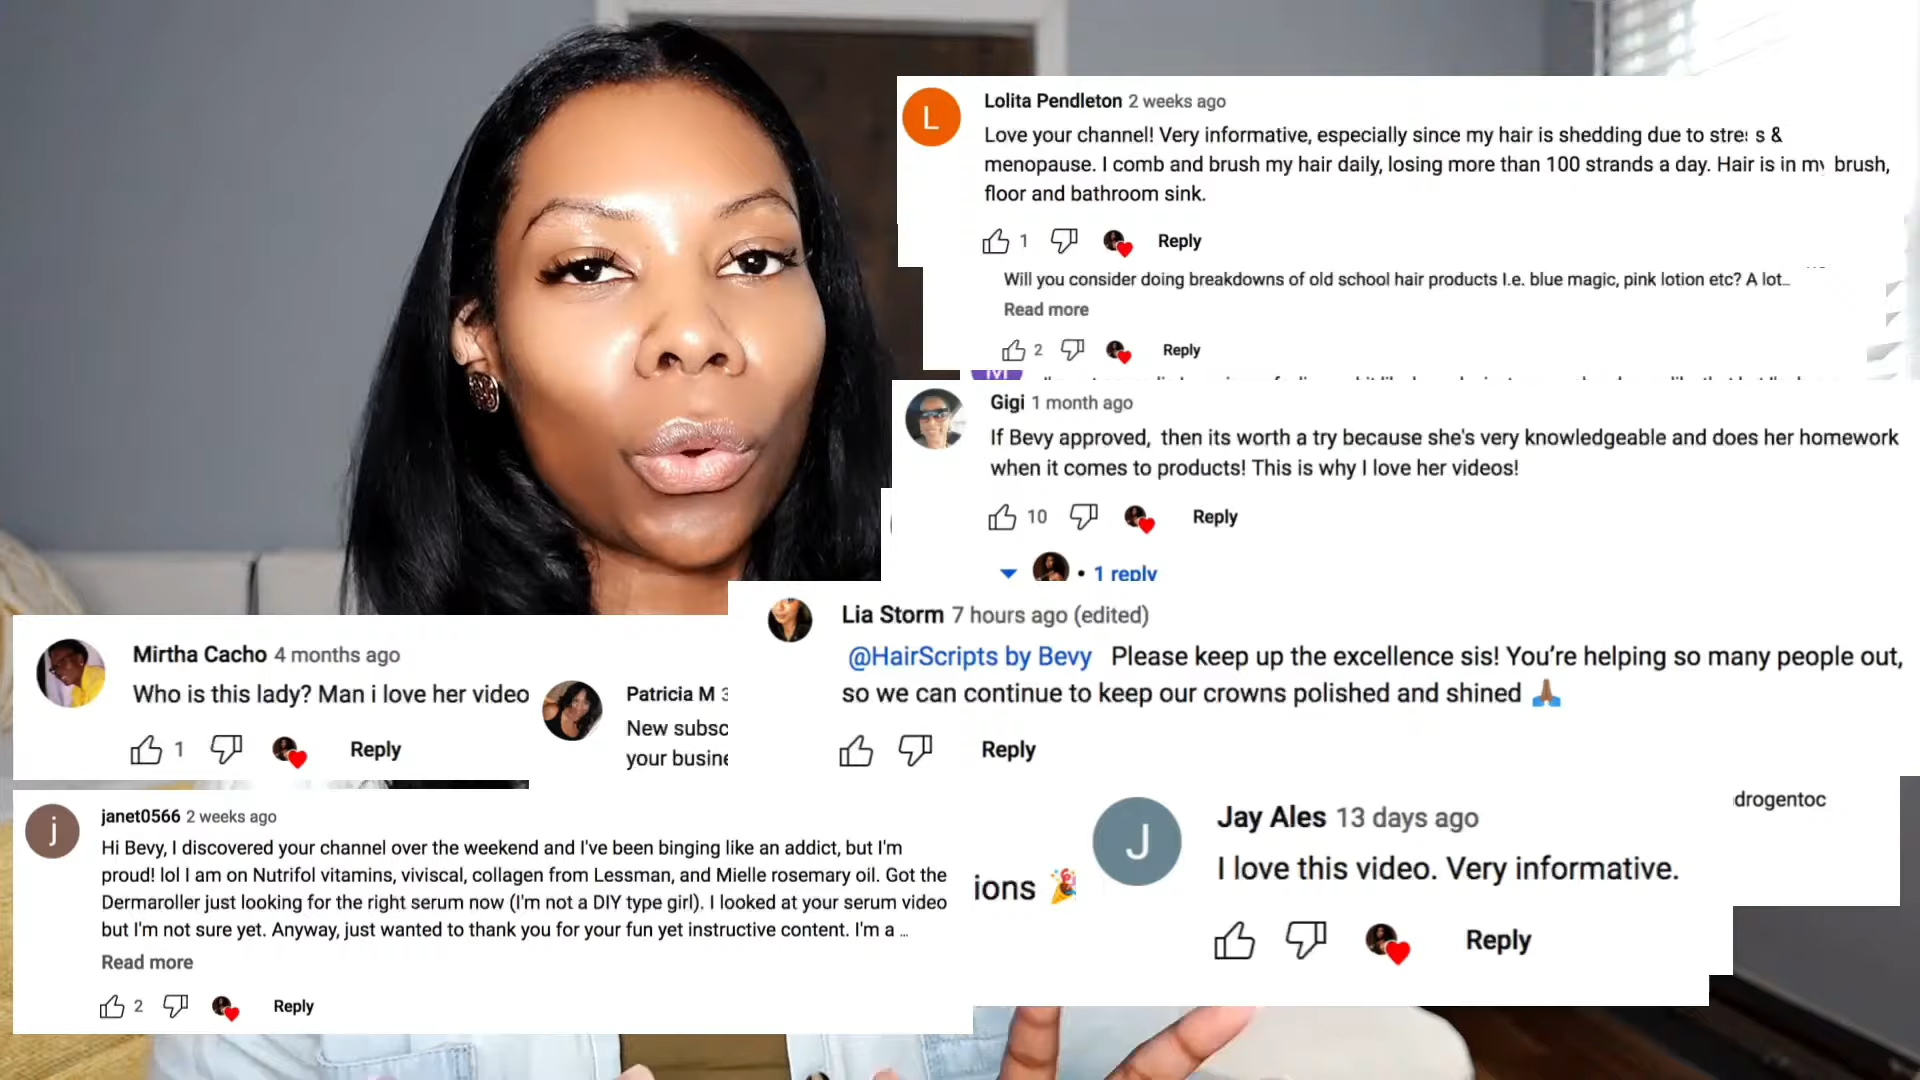 L
Lolita Pendleton 2 weeks ago
Love your channel! Very informative, especially since my hair is shedding due to stres s &
menopause. I comb and brush my hair daily, losing more than 100 strands a day. Hair is in my brush,
floor and bathroom sink.
1 Reply
Will you consider doing breakdowns of old school hair products I.e. blue magic, pink lotion etc? A lot...
Read more
2 Reply
Gigi 1 month ago
If Bevy approved, then its worth a try because she's very knowledgeable and does her homework
when it comes to products! This is why I love her videos!
10 Reply
1 reply
Lia Storm 7 hours ago (edited)
@HairScripts by Bevy Please keep up the excellence sis! You’re helping so many people out,
so we can continue to keep our crowns polished and shined 🙏🏾
Reply
Mirtha Cacho 4 months ago
Who is this lady? Man i love her video
1 Reply
Patricia M
New subsc
your busine
j
janet0566 2 weeks ago
Hi Bevy, I discovered your channel over the weekend and I've been binging like an addict, but I'm
proud! lol I am on Nutrifol vitamins, viviscal, collagen from Lessman, and Mielle rosemary oil. Got the
Dermaroller just looking for the right serum now (I'm not a DIY type girl). I looked at your serum video
but I'm not sure yet. Anyway, just wanted to thank you for your fun yet instructive content. I'm a ...
Read more
2 Reply
ions 🎉
drogentoc
J
Jay Ales 13 days ago
I love this video. Very informative.
Reply